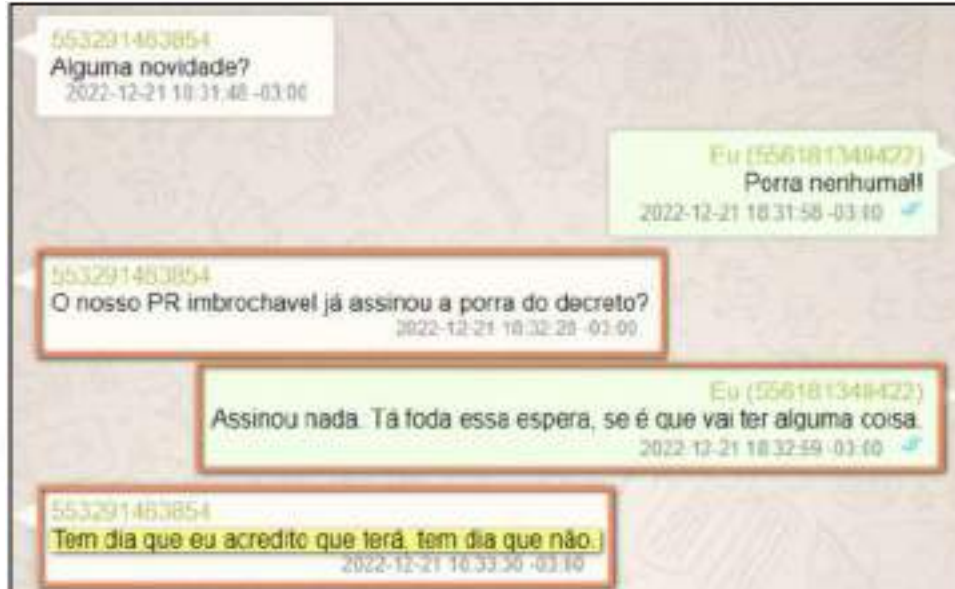 553291463854
Alguma novidade?
2022-12-21 18:31:48 -03:00
Eu (556181349422)
Porra nenhuma!!
2022-12-21 18:31:58 -03:00
553291463854
O nosso PR imbrochavel já assinou a porra do decreto?
2022-12-21 18:32:28 -03:00
Eu (556181349422)
Assinou nada. Tá foda essa espera, se é que vai ter alguma coisa.
2022-12-21 18:32:59 -03:00
553291463854
Tem dia que eu acredito que terá, tem dia que não.
2022-12-21 18:33:30 -03:00